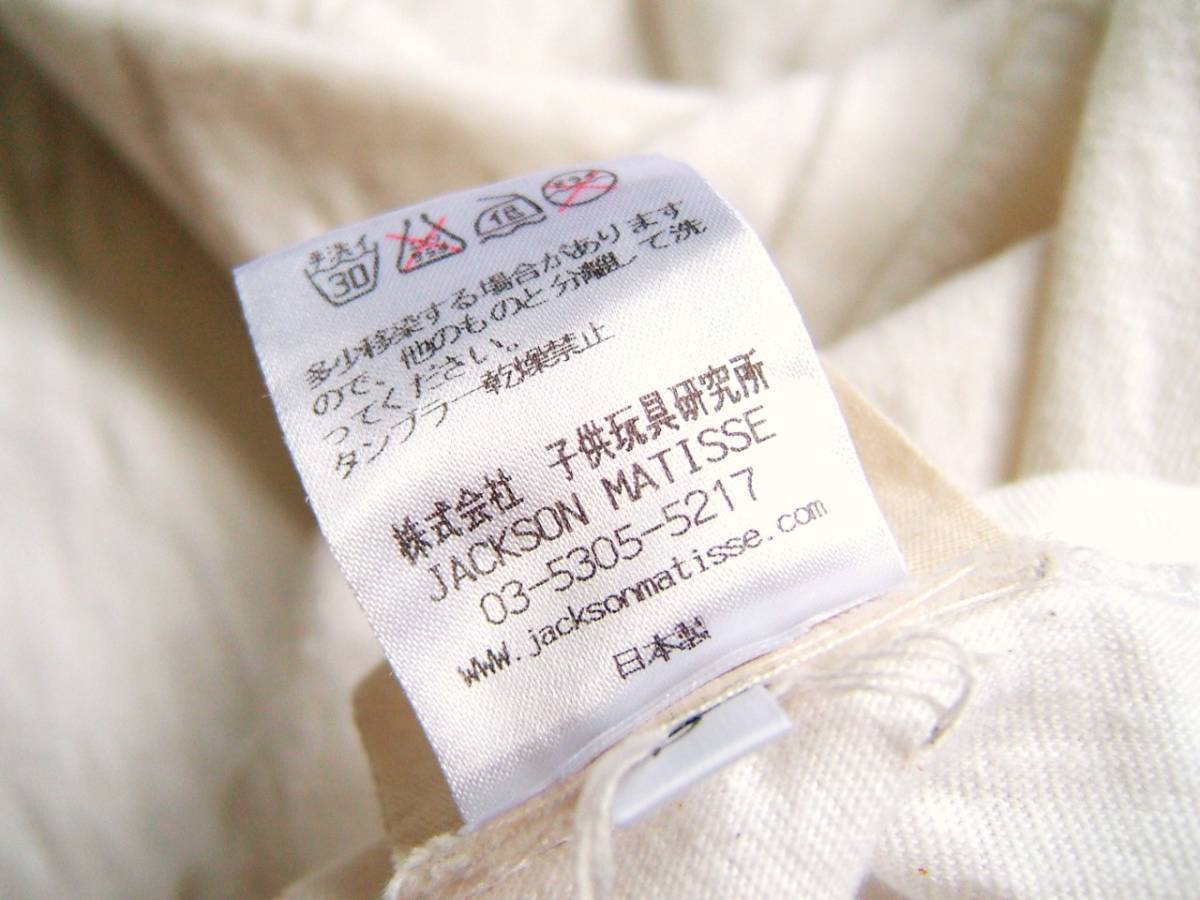 手洗イ
30
低
多少移染する場合があります
ので、他のものと分離して洗
ってください。
タンブラー乾燥禁止
株式会社 子供玩具研究所
JACKSON MATISSE
03-5305-5217
www.jacksonmatisse.com
日本製